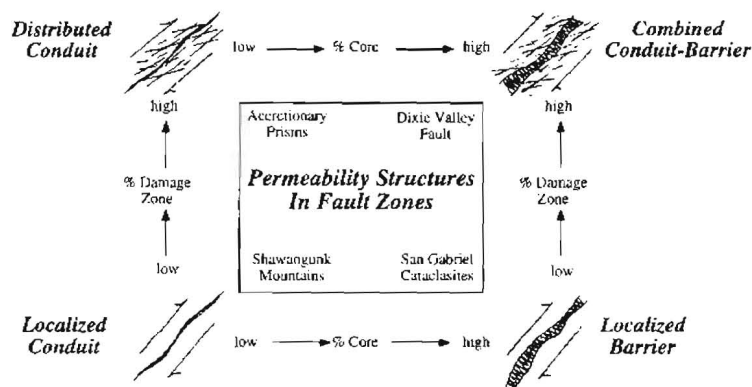 Distributed
Conduit
low
% Core
high
Combined
Conduit-Barrier
high
% Damage
Zone
low
Accretionary
Prisms
Dixie Valley
Fault
Permeability Structures
In Fault Zones
Shawangunk
Mountains
San Gabriel
Cataclasites
high
% Damage
Zone
low
Localized
Conduit
low
% Core
high
Localized
Barrier